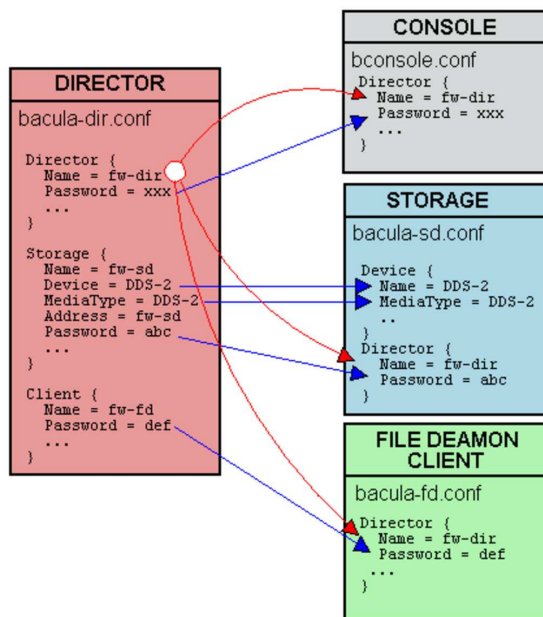 DIRECTOR
bacula-dir.conf
Director {
Name = fw-dir
Password = xxx
...
}
Storage {
Name = fw-sd
Device = DDS-2
MediaType = DDS-2
Address = fw-sd
Password = abc
...
}
Client {
Name = fw-fd
Password = def
...
}
CONSOLE
bconsole.conf
Director {
Name = fw-dir
Password = xxx
...
}
STORAGE
bacula-sd.conf
Device {
Name = DDS-2
MediaType = DDS-2
..
}
Director {
Name = fw-dir
Password = abc
}
FILE DEAMON
CLIENT
bacula-fd.conf
Director {
Name = fw-dir
Password = def
...
}